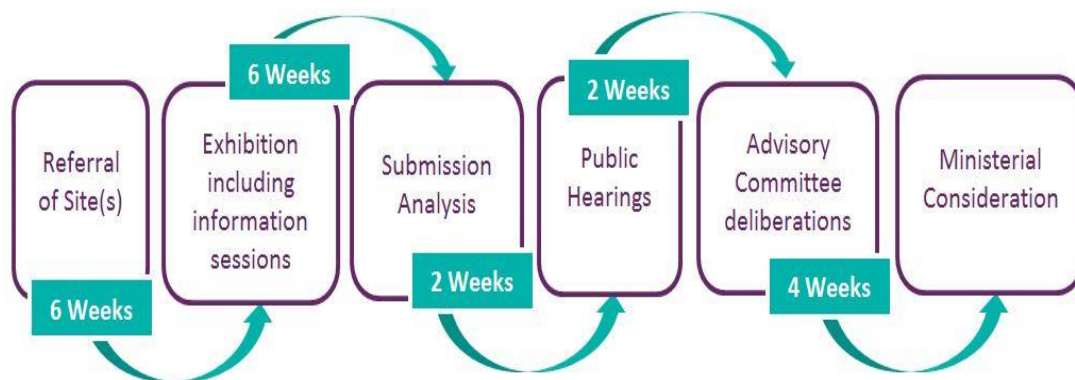 Referral
of Site(s)
6 Weeks
Exhibition
including
information
sessions
6 Weeks
Submission
Analysis
2 Weeks
Public
Hearings
2 Weeks
Advisory
Committee
deliberations
4 Weeks
Ministerial
Consideration